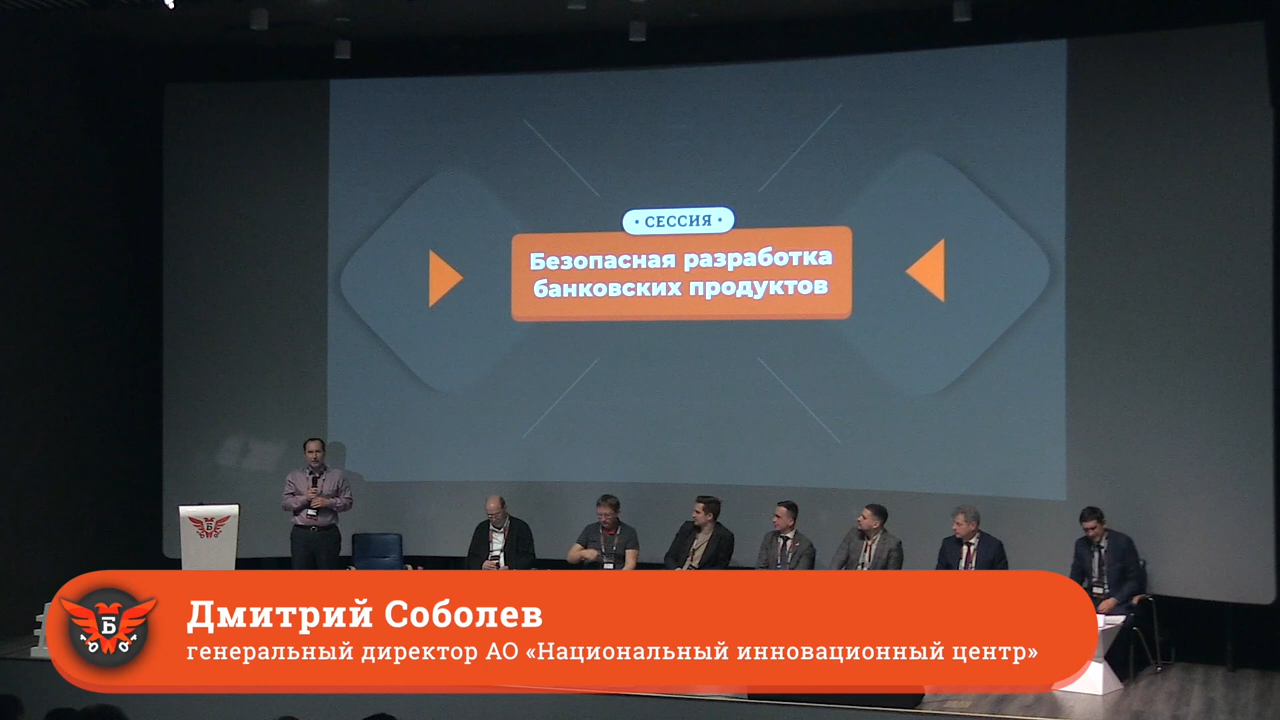 • СЕССИЯ •
Безопасная разработка
банковских продуктов
Б
Б
Дмитрий Соболев
генеральный директор АО «Национальный инновационный центр»